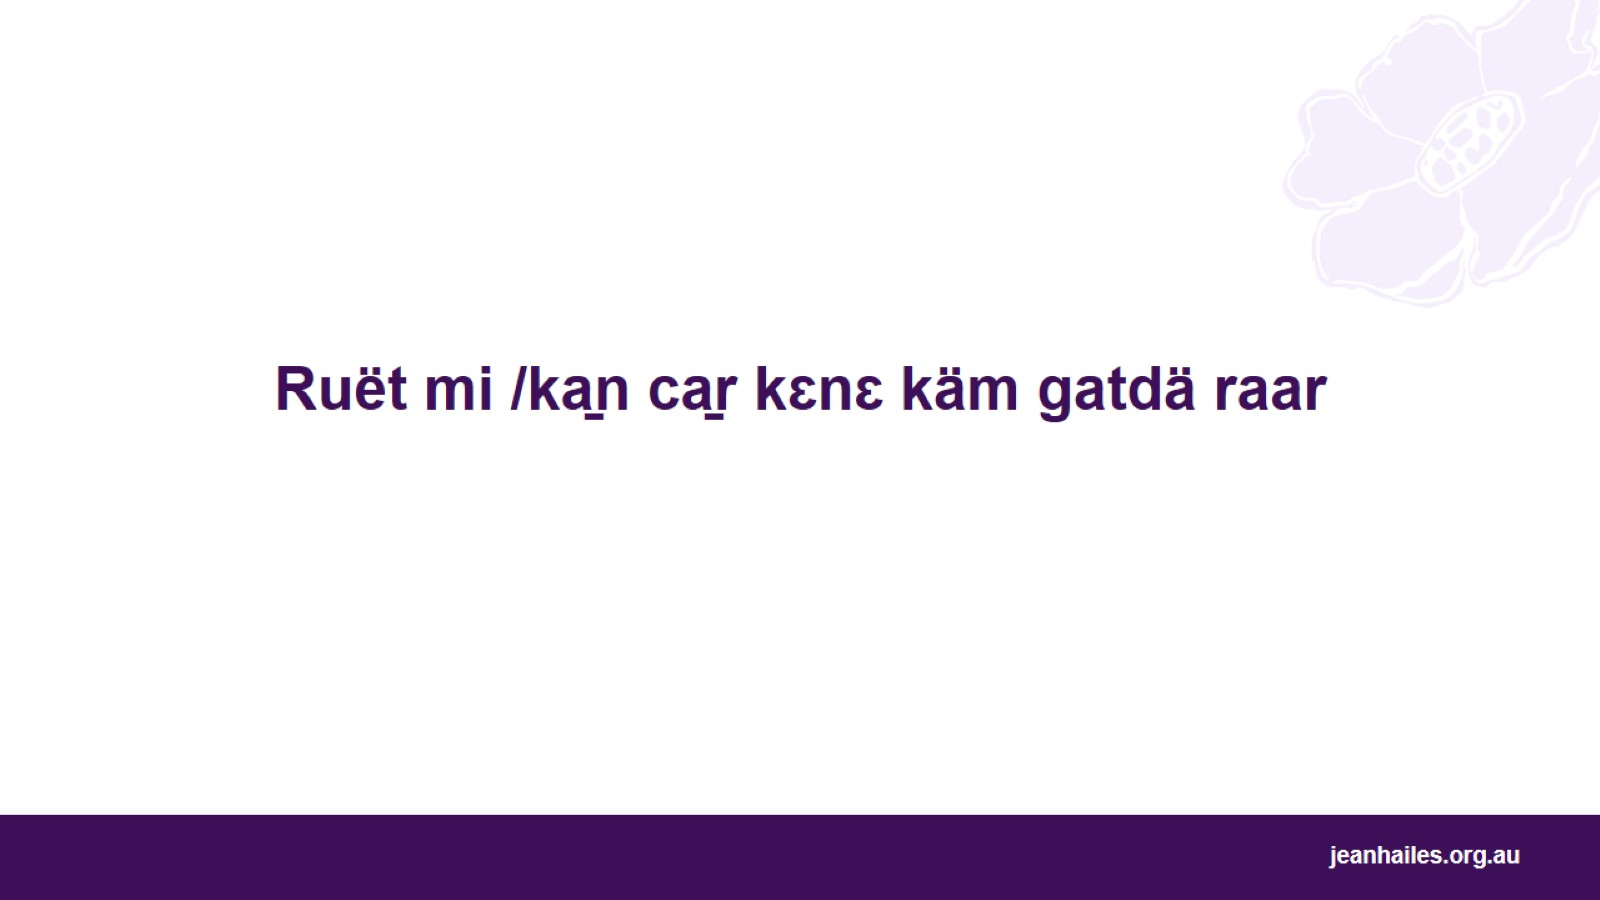 Ruët mi /ka̱n ca̱r kɛnɛ käm gatdä raar
jeanhailes.org.au